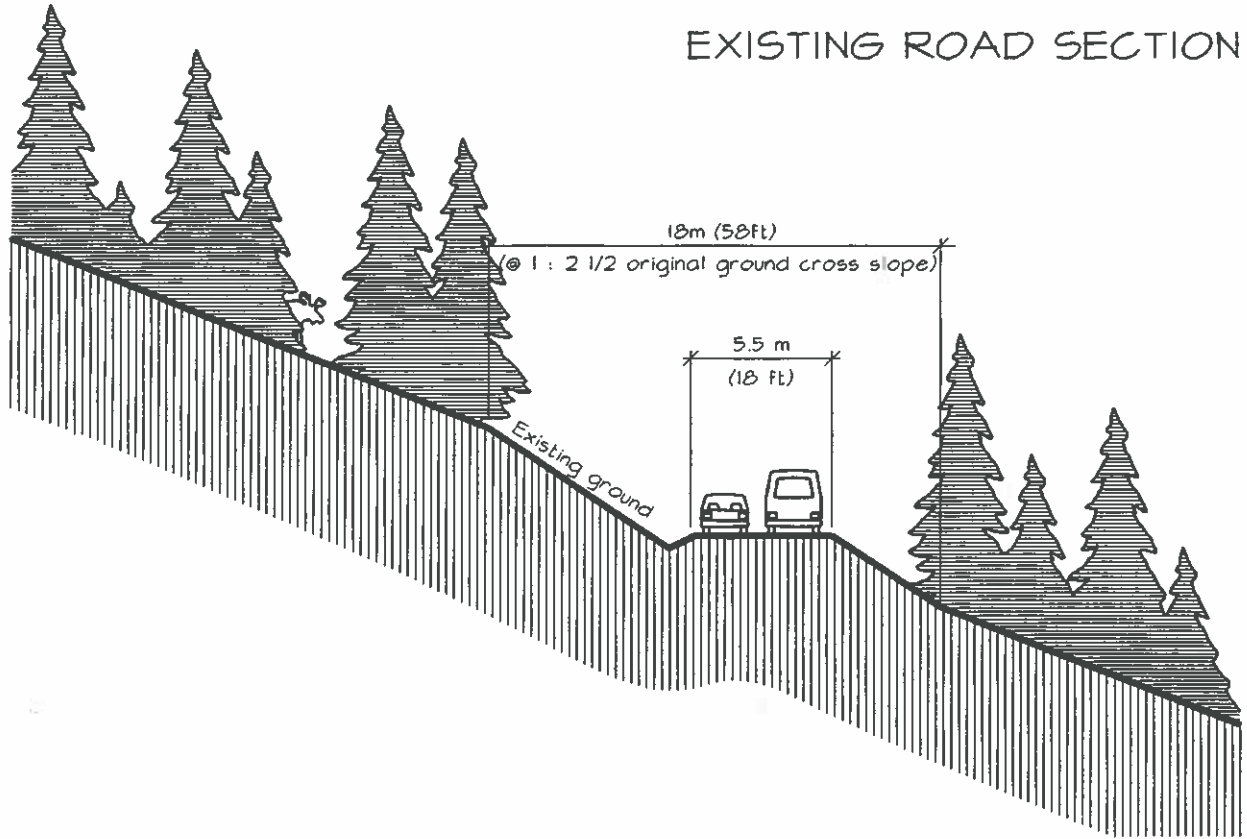 EXISTING ROAD SECTION
18m (58ft)
(@ 1 : 2 1/2 original ground cross slope)
5.5 m
(18 ft)
Existing ground